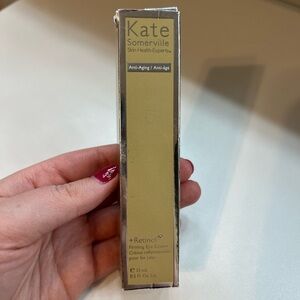 Kate
Somerville
Skin Health Experts™
Anti-Aging / Anti-âge
+Retinol
Firming Eye Cream
Crème raffermissante
pour les yeux
15 mL
0.5 Fl Oz